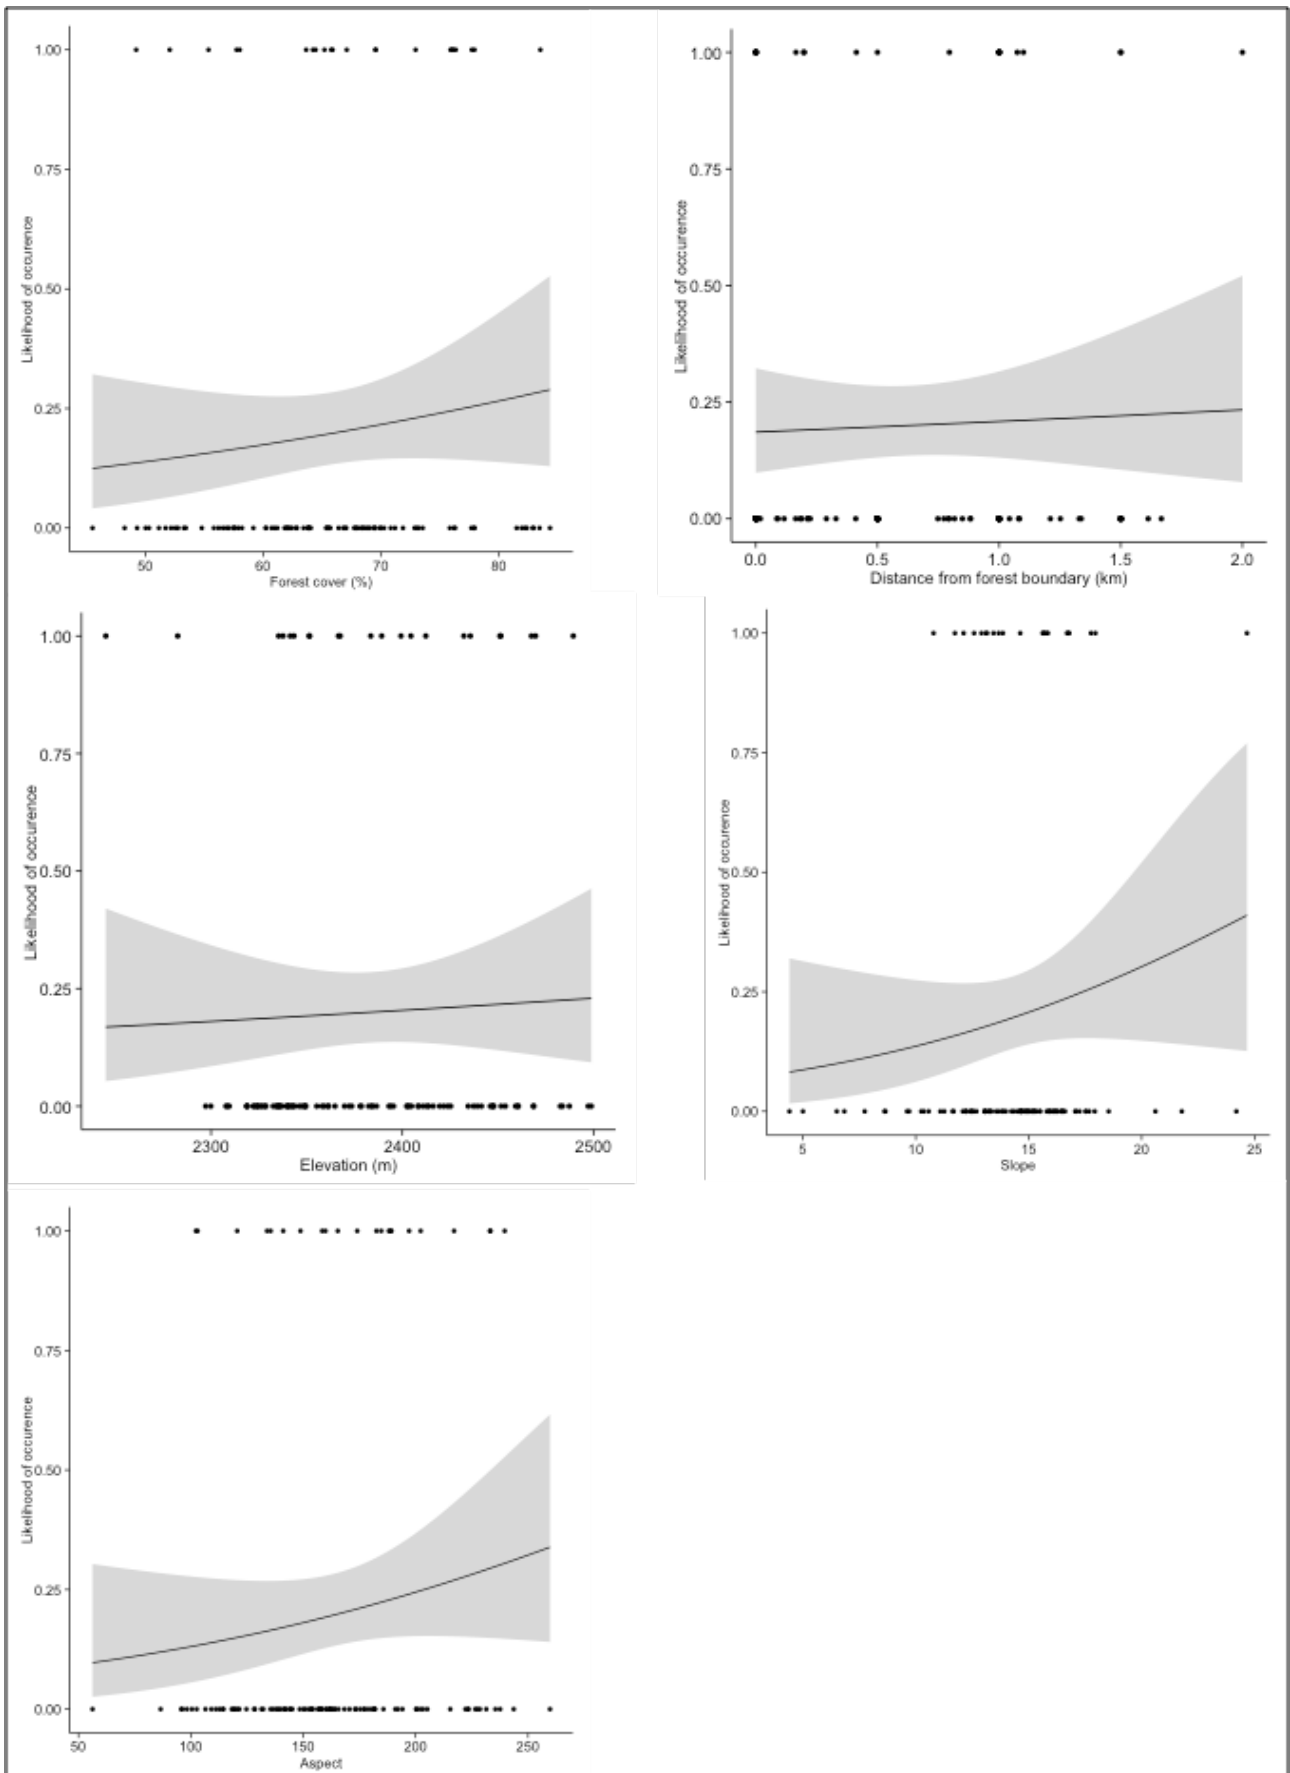 1.00
0.75
0.50
0.25
0.00
Likelihood of occurence
50 60 70 80
Forest cover (%)
1.00
0.75
0.50
0.25
0.00
Likelihood of occurence
0.0 0.5 1.0 1.5 2.0
Distance from forest boundary (km)
1.00
0.75
0.50
0.25
0.00
Likelihood of occurence
2300 2400 2500
Elevation (m)
1.00
0.75
0.50
0.25
0.00
Likelihood of occurence
5 10 15 20 25
Slope
1.00
0.75
0.50
0.25
0.00
Likelihood of occurence
50 100 150 200 250
Aspect